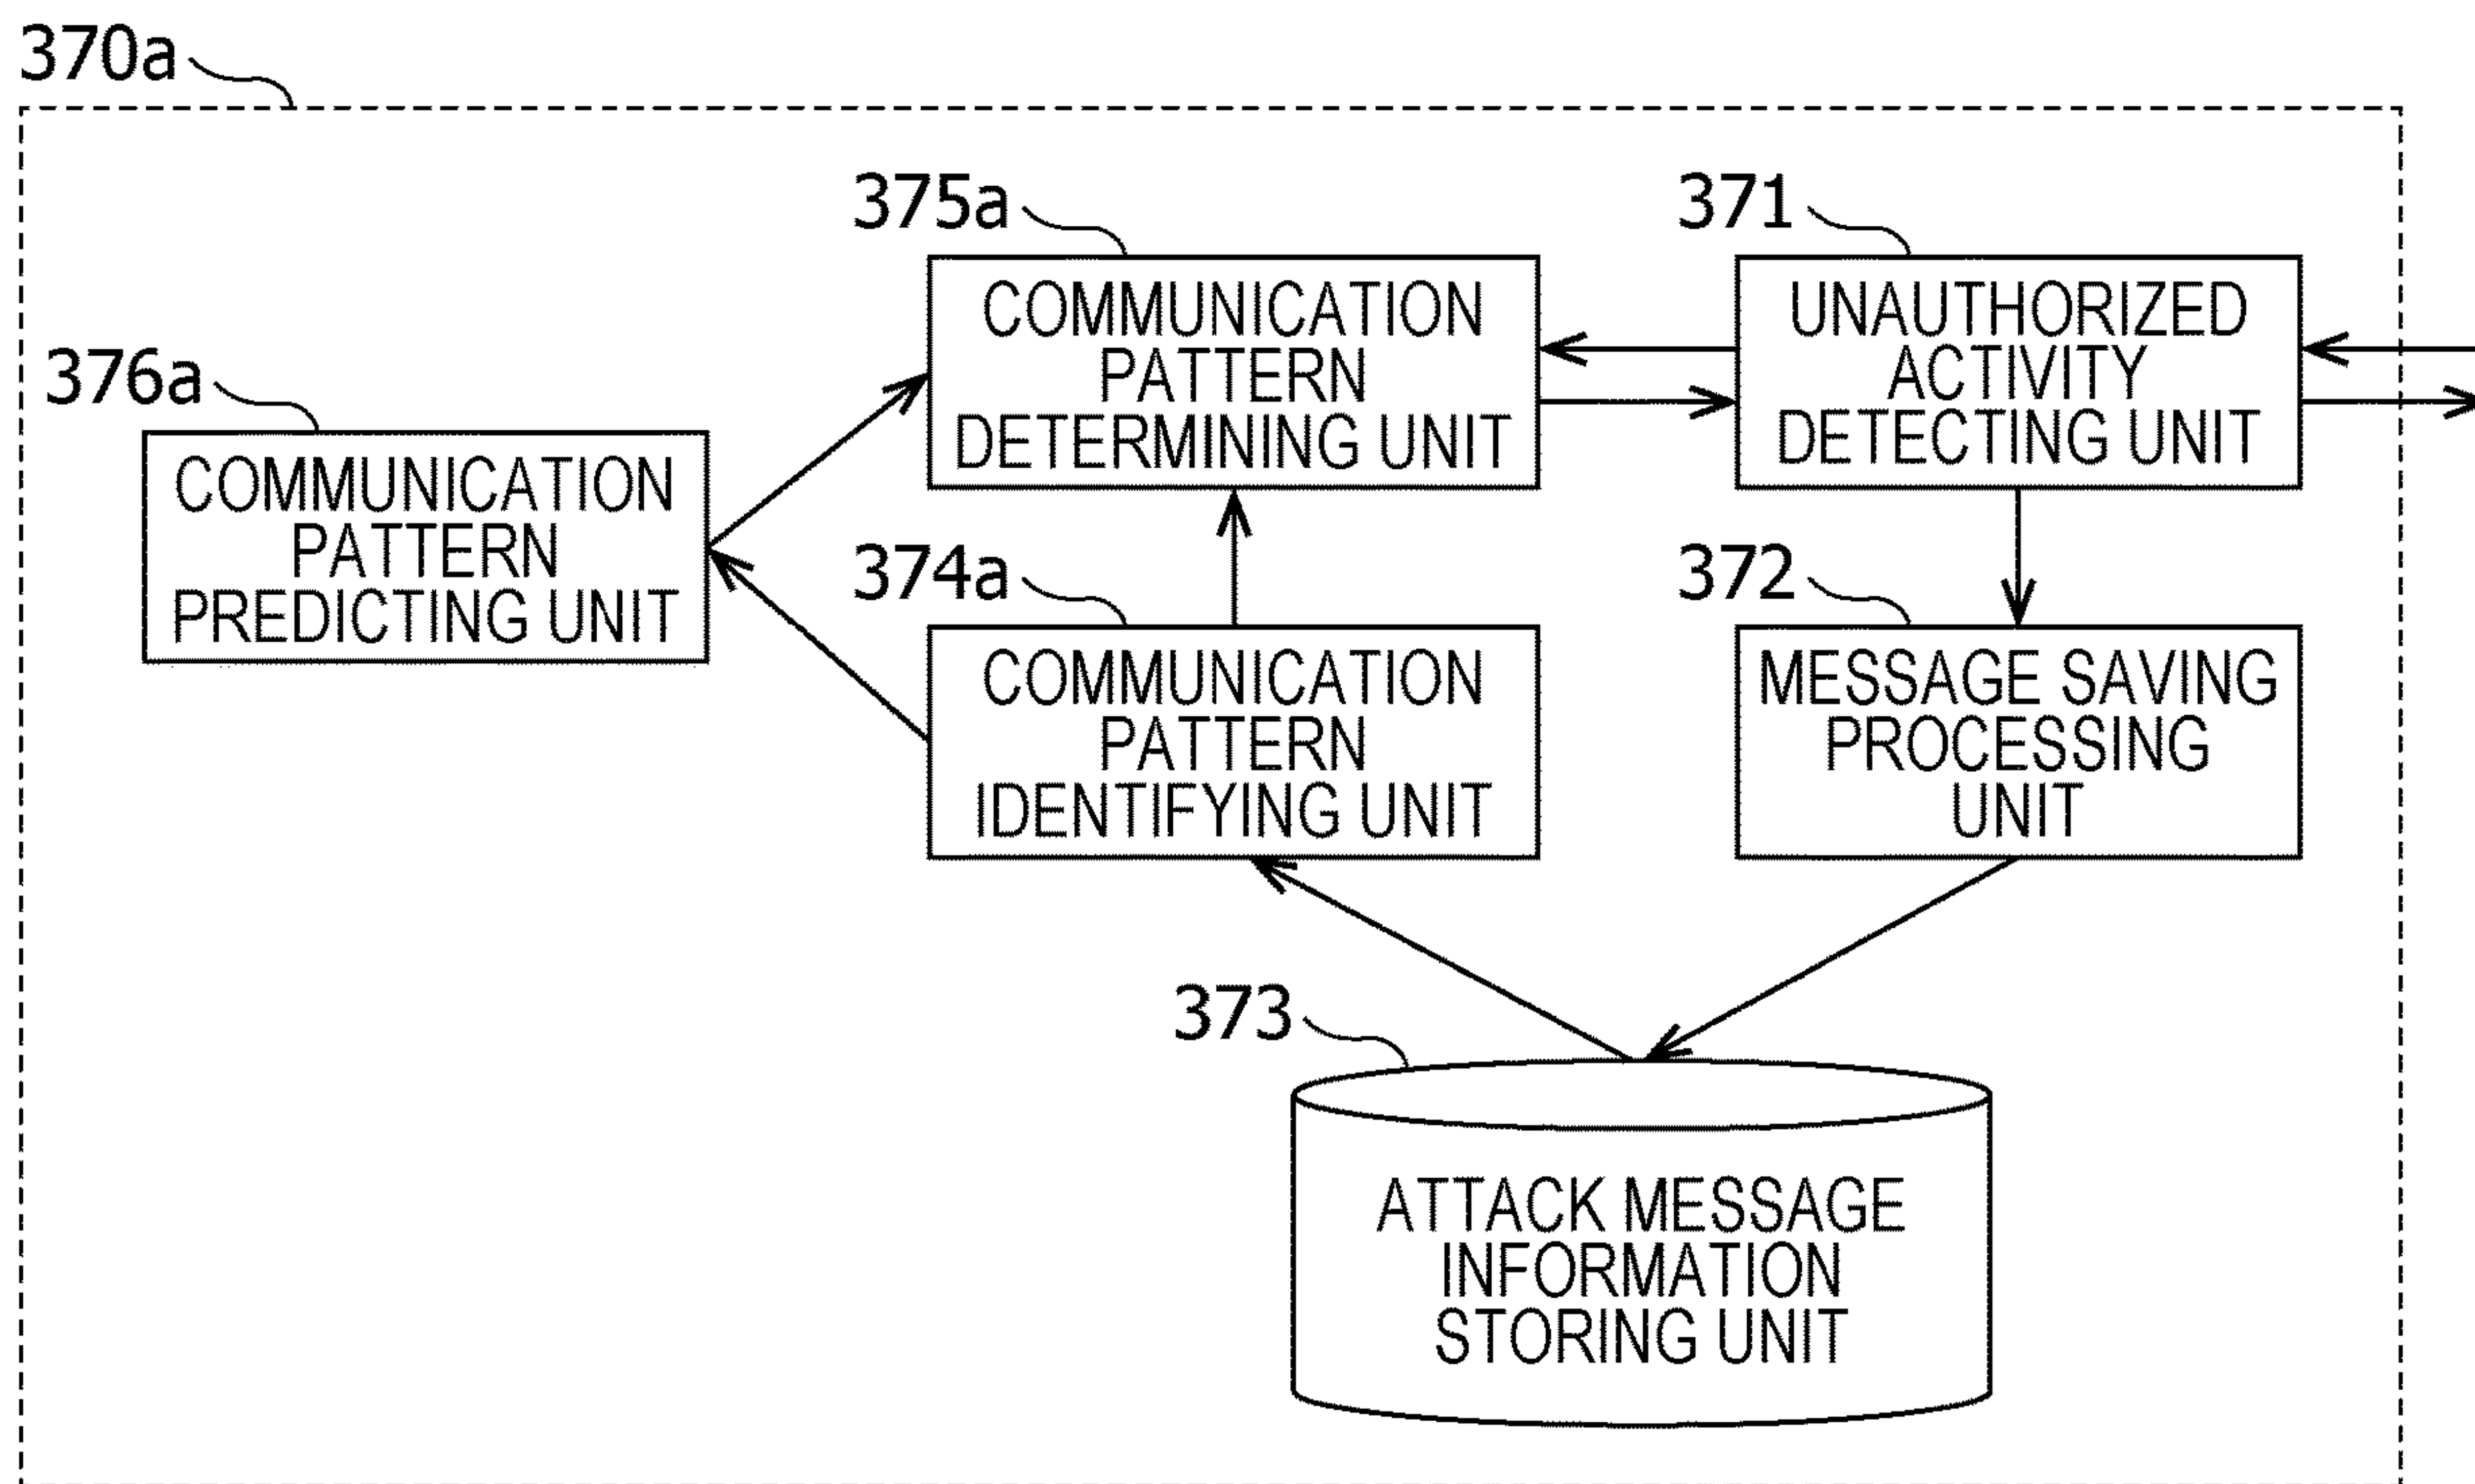 370a
375a
COMMUNICATION
PATTERN
DETERMINING UNIT
371
UNAUTHORIZED
ACTIVITY
DETECTING UNIT
376a
COMMUNICATION
PATTERN
PREDICTING UNIT
374a
COMMUNICATION
PATTERN
IDENTIFYING UNIT
372
MESSAGE SAVING
PROCESSING
UNIT
373
ATTACK MESSAGE
INFORMATION
STORING UNIT